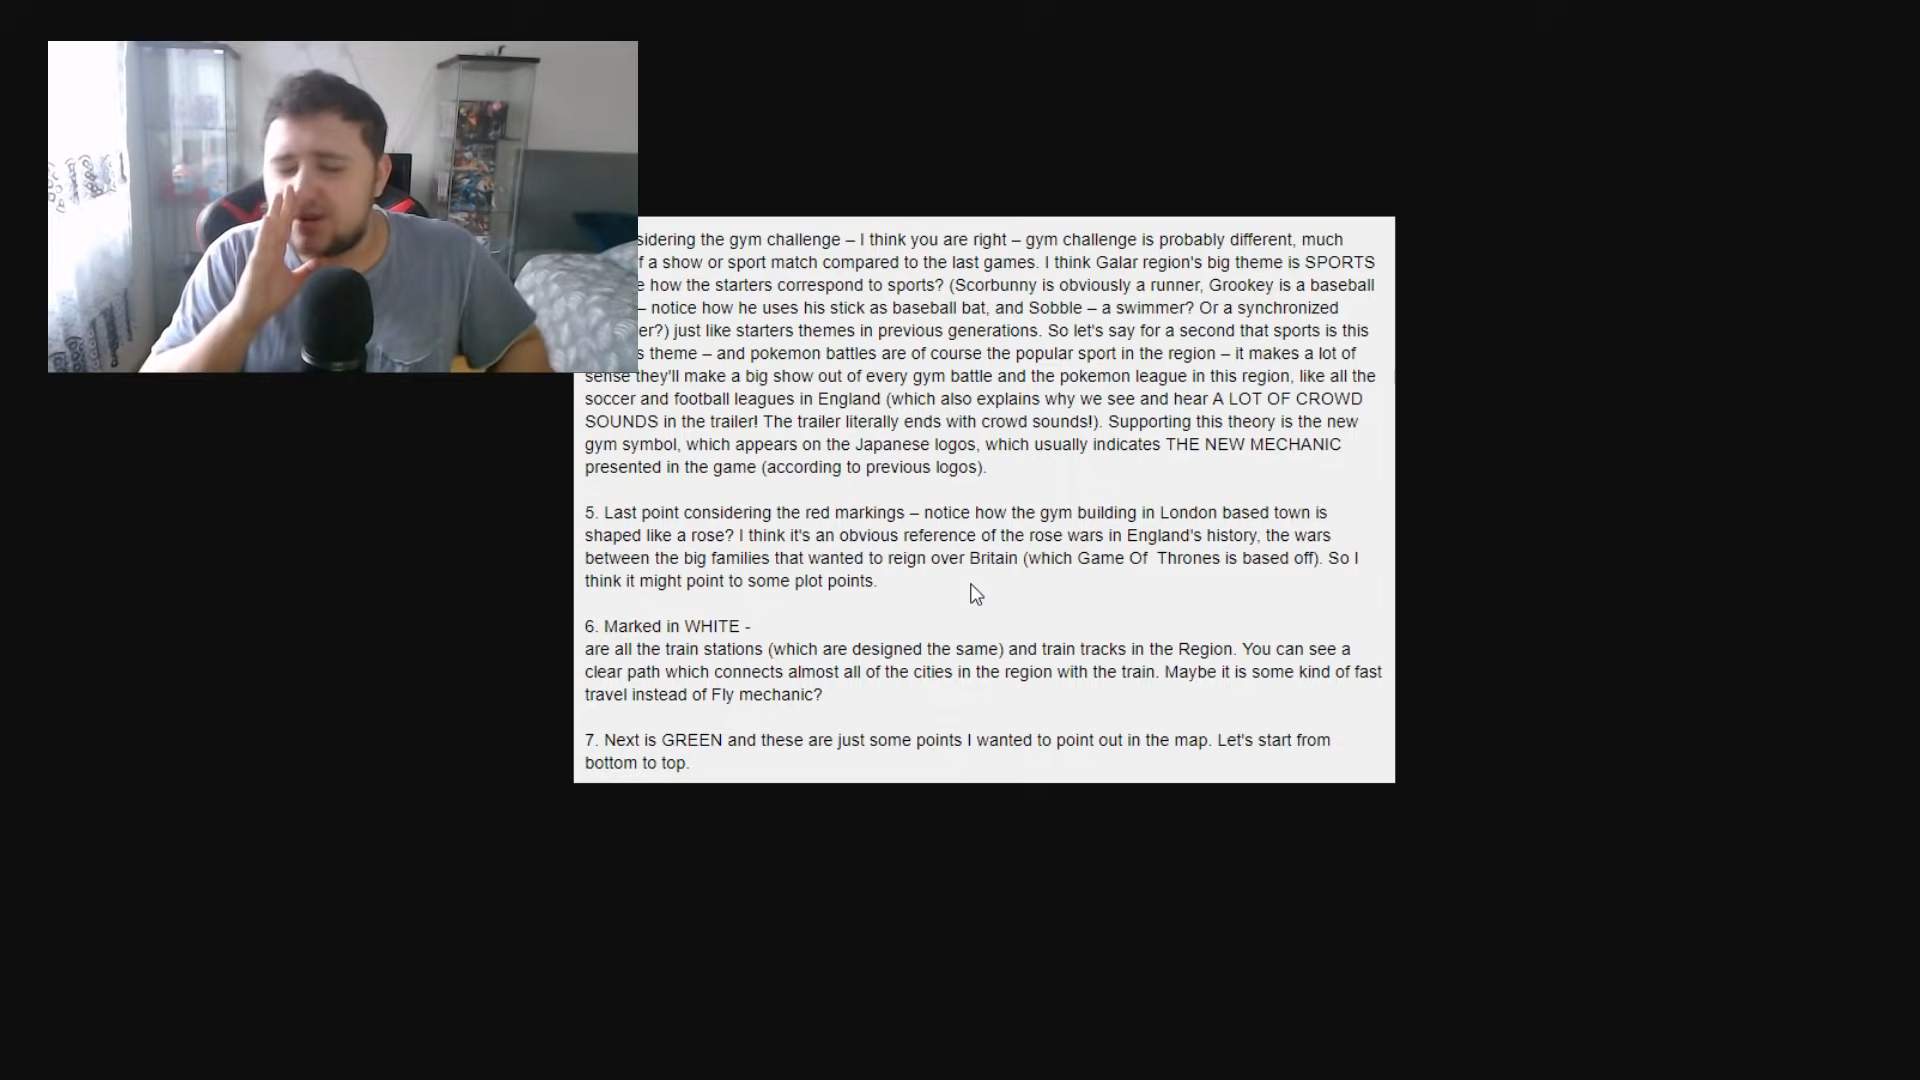 sidering the gym challenge – I think you are right – gym challenge is probably different, much
f a show or sport match compared to the last games. I think Galar region's big theme is SPORTS
e how the starters correspond to sports? (Scorbunny is obviously a runner, Grookey is a baseball
– notice how he uses his stick as baseball bat, and Sobble – a swimmer? Or a synchronized
er?) just like starters themes in previous generations. So let's say for a second that sports is this
s theme – and pokemon battles are of course the popular sport in the region – it makes a lot of
sense they'll make a big show out of every gym battle and the pokemon league in this region, like all the
soccer and football leagues in England (which also explains why we see and hear A LOT OF CROWD
SOUNDS in the trailer! The trailer literally ends with crowd sounds!). Supporting this theory is the new
gym symbol, which appears on the Japanese logos, which usually indicates THE NEW MECHANIC
presented in the game (according to previous logos).
5. Last point considering the red markings – notice how the gym building in London based town is
shaped like a rose? I think it's an obvious reference of the rose wars in England's history, the wars
between the big families that wanted to reign over Britain (which Game Of Thrones is based off). So I
think it might point to some plot points.
6. Marked in WHITE -
are all the train stations (which are designed the same) and train tracks in the Region. You can see a
clear path which connects almost all of the cities in the region with the train. Maybe it is some kind of fast
travel instead of Fly mechanic?
7. Next is GREEN and these are just some points I wanted to point out in the map. Let's start from
bottom to top.